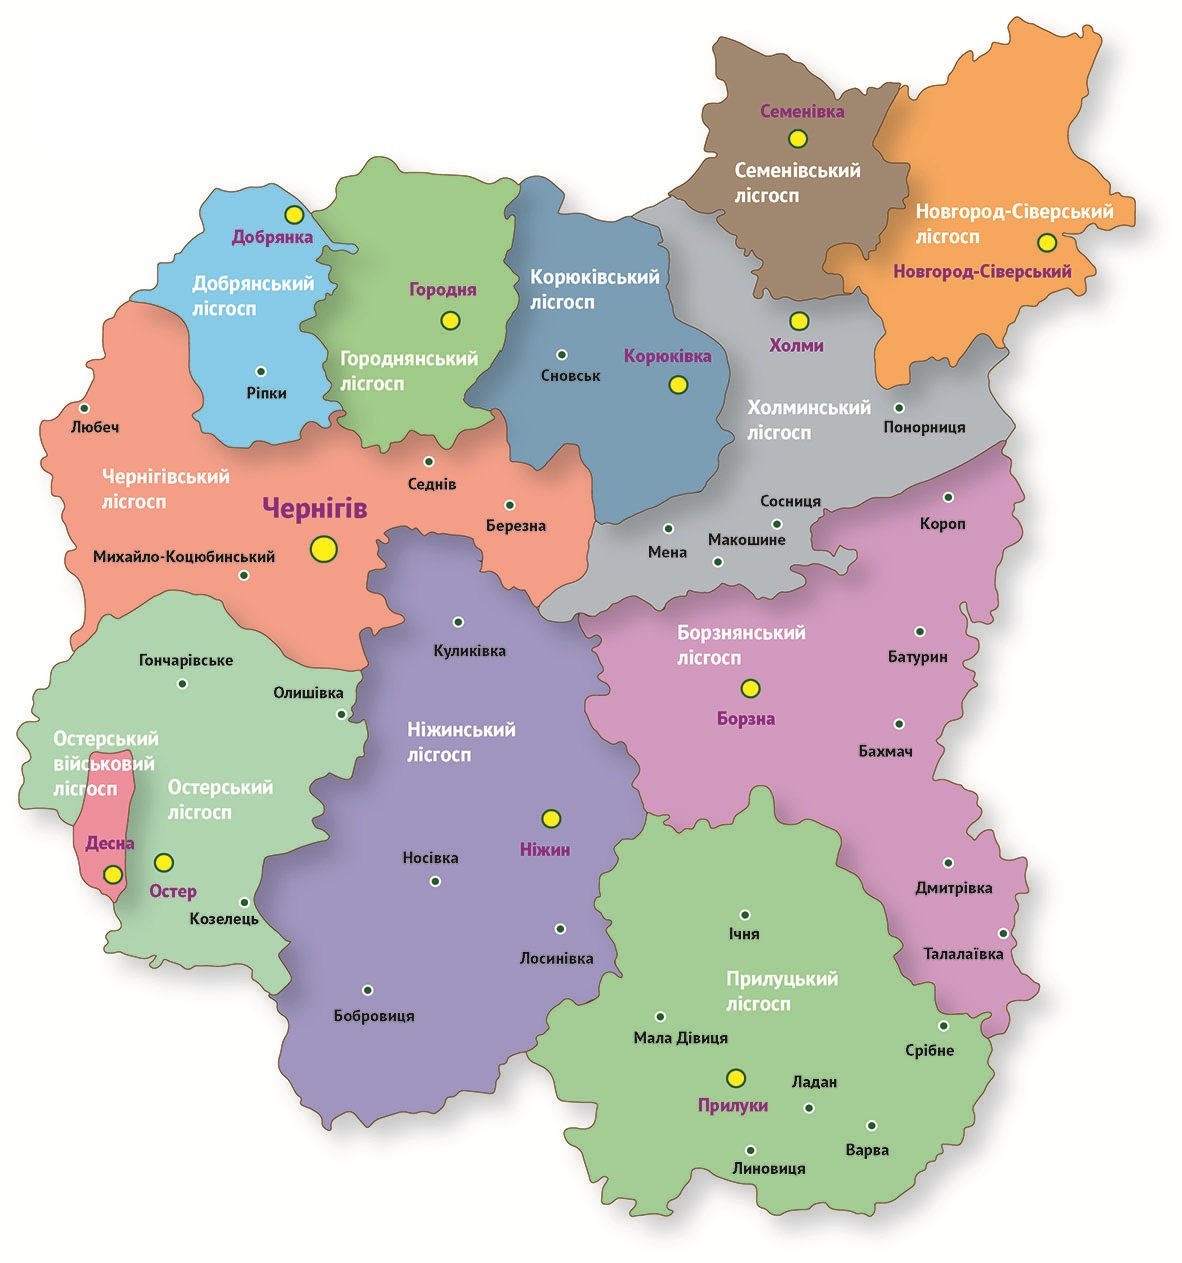 Семенівка
Семенівський
лісгосп
Новгород-Сіверський
лісгосп
Новгород-Сіверський
Добрянка
Добрянський
лісгосп
Ріпки
Городня
Городнянський
лісгосп
Корюківський
лісгосп
Сновськ
Корюківка
Холми
Холминський
лісгосп
Понорниця
Сосниця
Мена
Макошине
Любеч
Чернігівський
лісгосп
Чернігів
Седнів
Березна
Михайло-Коцюбинський
Короп
Борзнянський
лісгосп
Борзна
Батурин
Бахмач
Дмитрівка
Талалаївка
Гончарівське
Олишівка
Остерський
військовий
лісгосп
Остерський
лісгосп
Десна
Остер
Козелець
Куликівка
Ніжинський
лісгосп
Ніжин
Носівка
Лосинівка
Бобровиця
Ічня
Прилуцький
лісгосп
Мала Дівиця
Срібне
Прилуки
Ладан
Варва
Линовиця